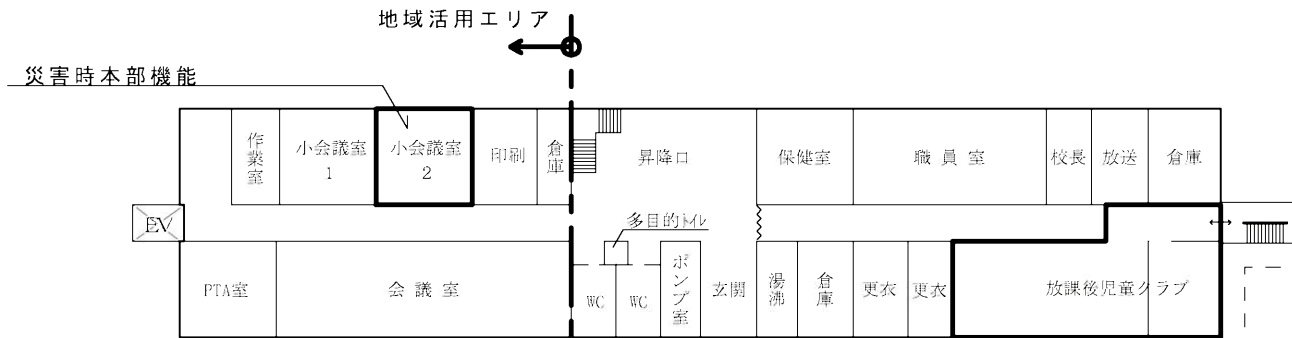 地域活用エリア
災害時本部機能
作業室
小会議室
1
小会議室
2
印刷
倉庫
昇降口
保健室
職員室
校長
放送
倉庫
EV
多目的トイレ
PTA室
会議室
WC
WC
ポンプ室
玄関
湯沸
倉庫
更衣
更衣
放課後児童クラブ